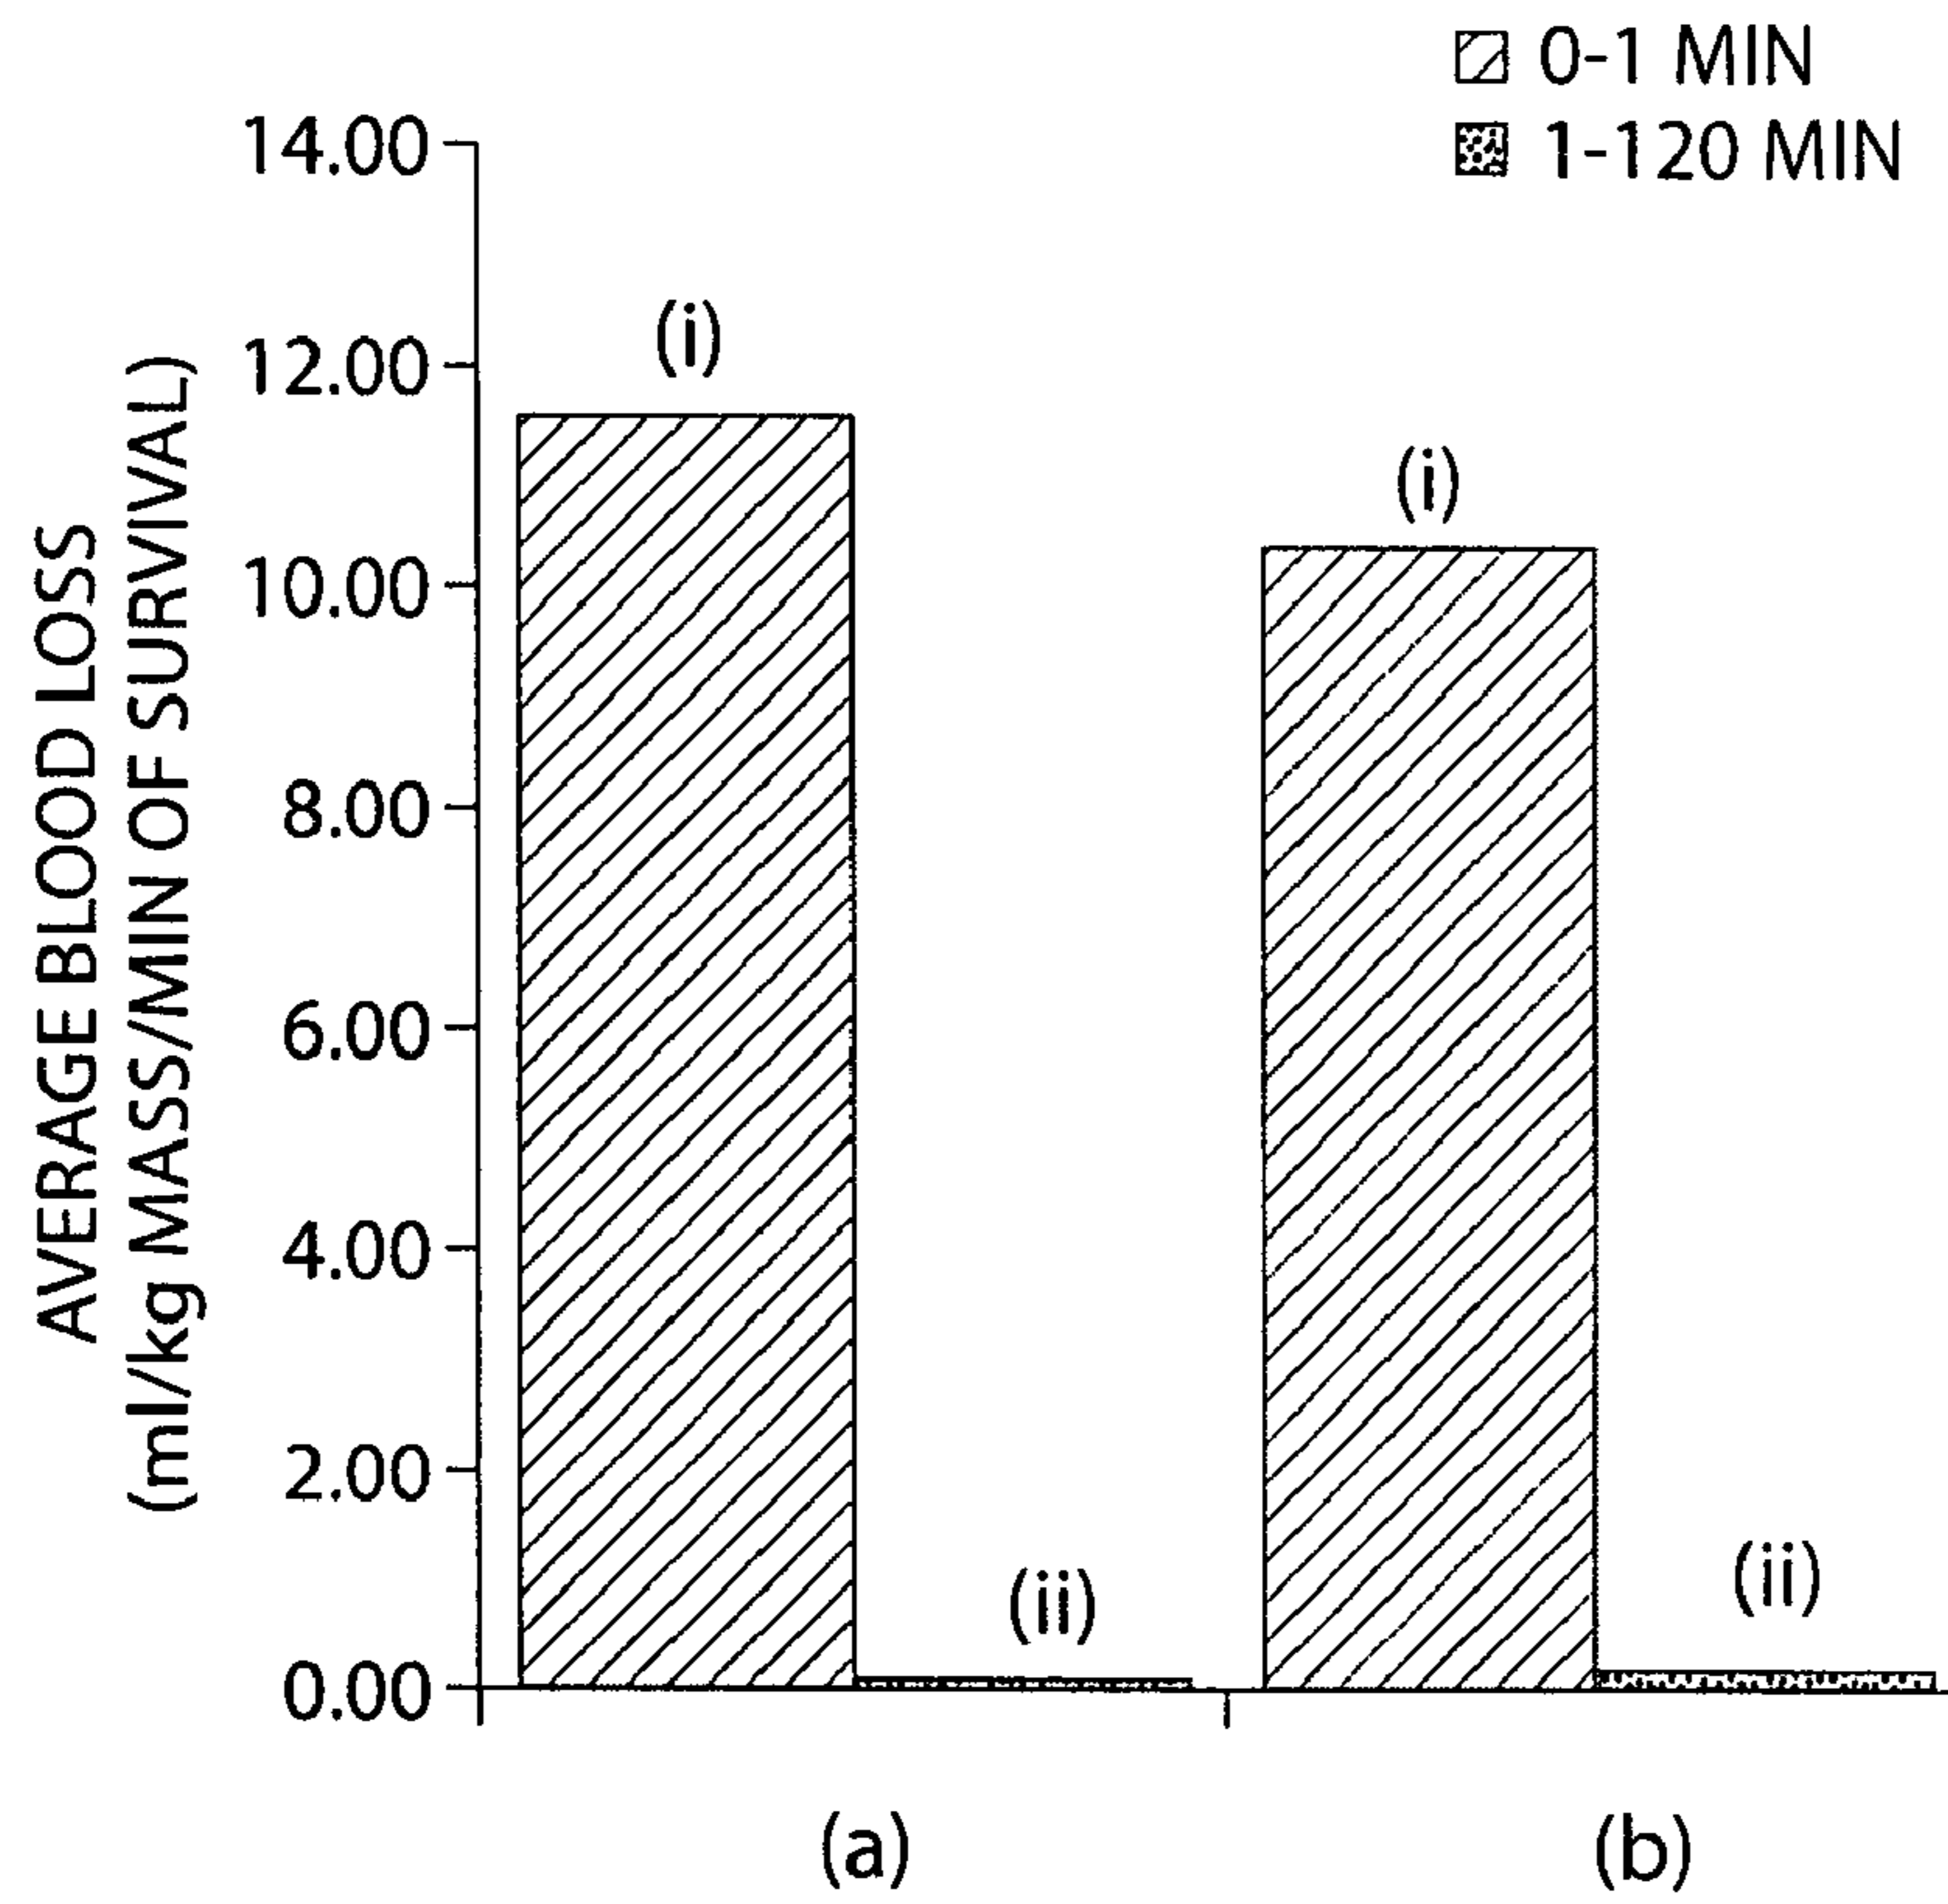 0-1 MIN
1-120 MIN
AVERAGE BLOOD LOSS
(ml/kg MASS/MIN OF SURVIVAL)
14.00
12.00
10.00
8.00
6.00
4.00
2.00
0.00
(i)
(ii)
(i)
(ii)
(a)
(b)